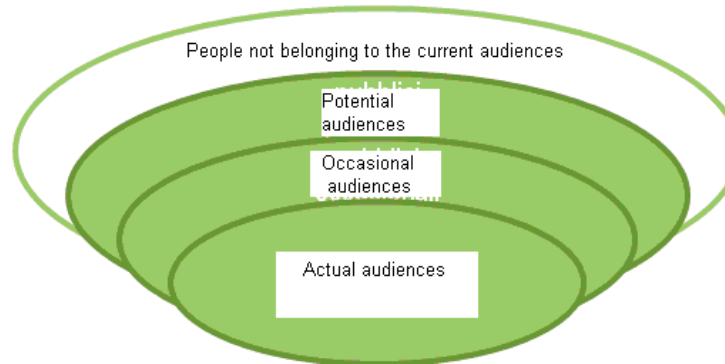 People not belonging to the current audiences
Potential
audiences
Occasional
audiences
Actual audiences